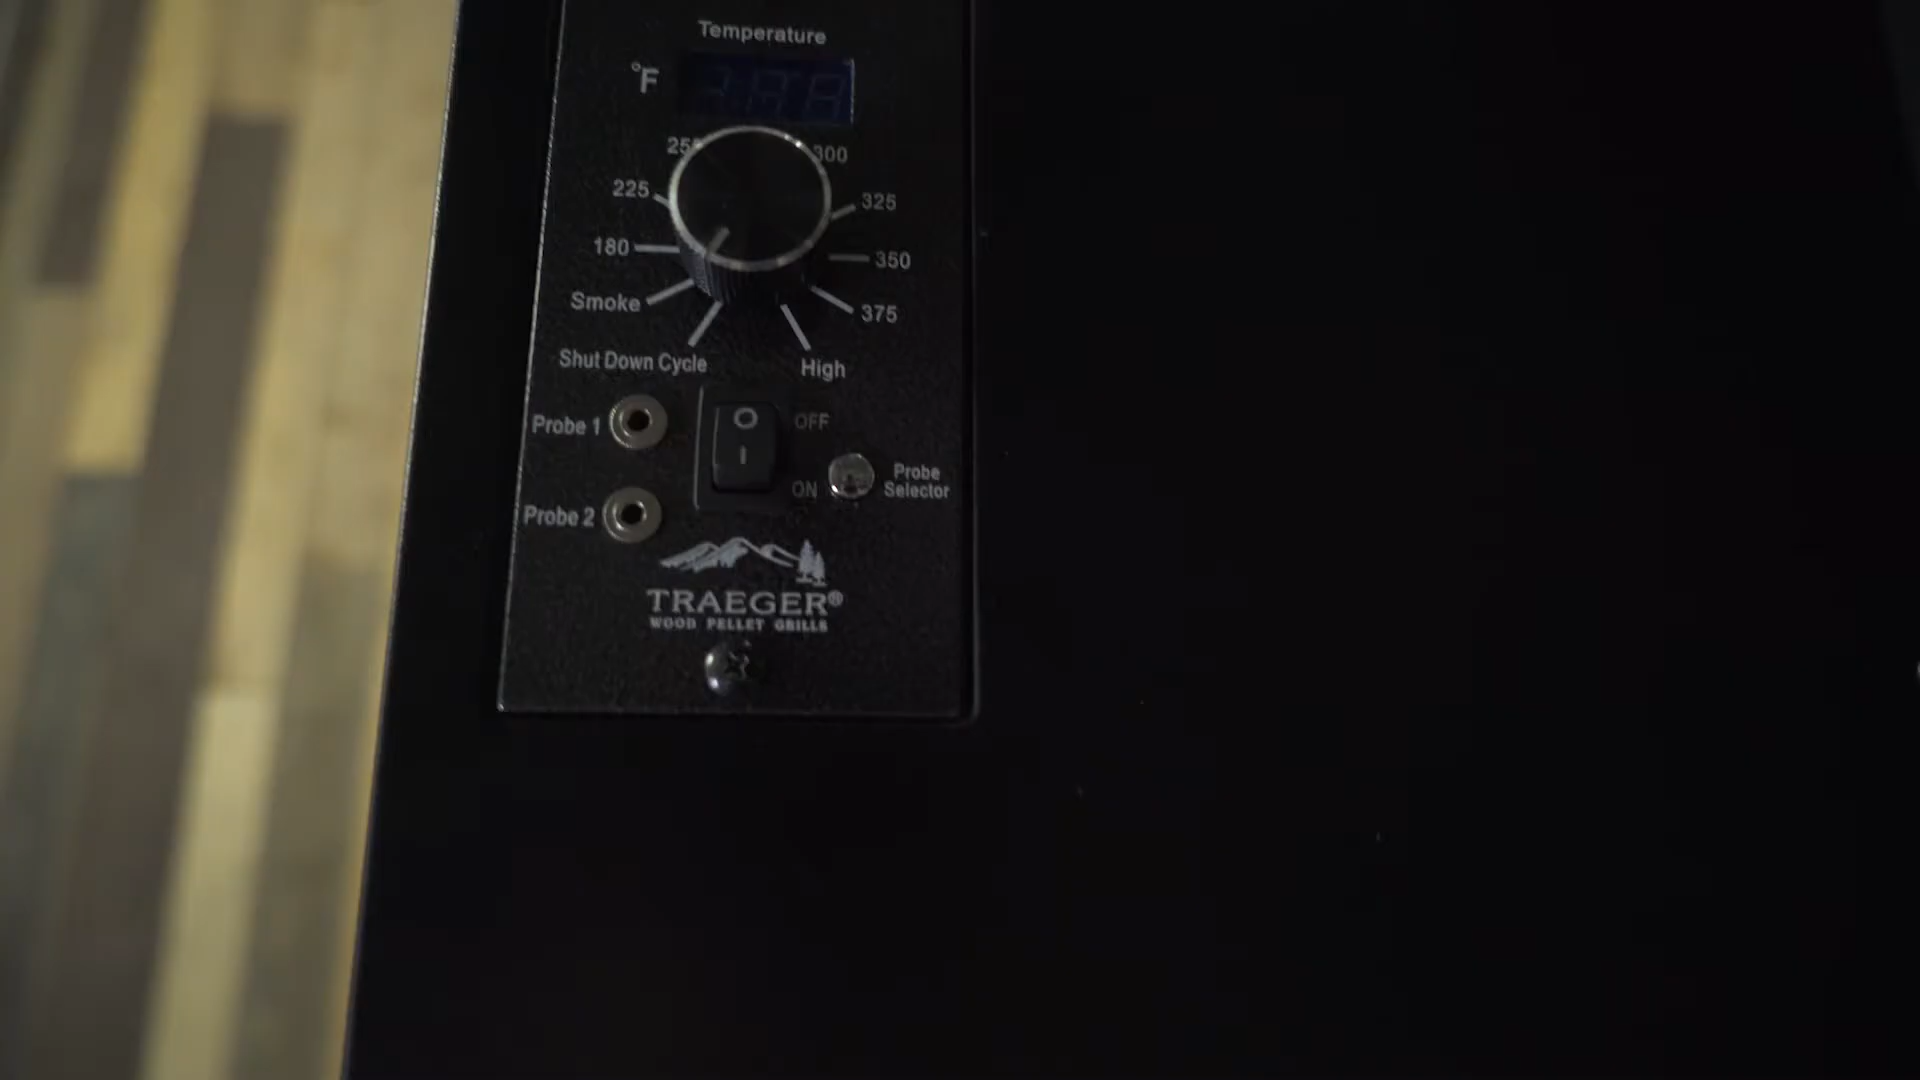 Temperature
°F
300
225
325
180
350
Smoke
375
Shut Down Cycle
High
Probe 1
O
OFF
I
Probe
Selector
ON
Probe 2
TRAEGER®
WOOD PELLET GRILLS